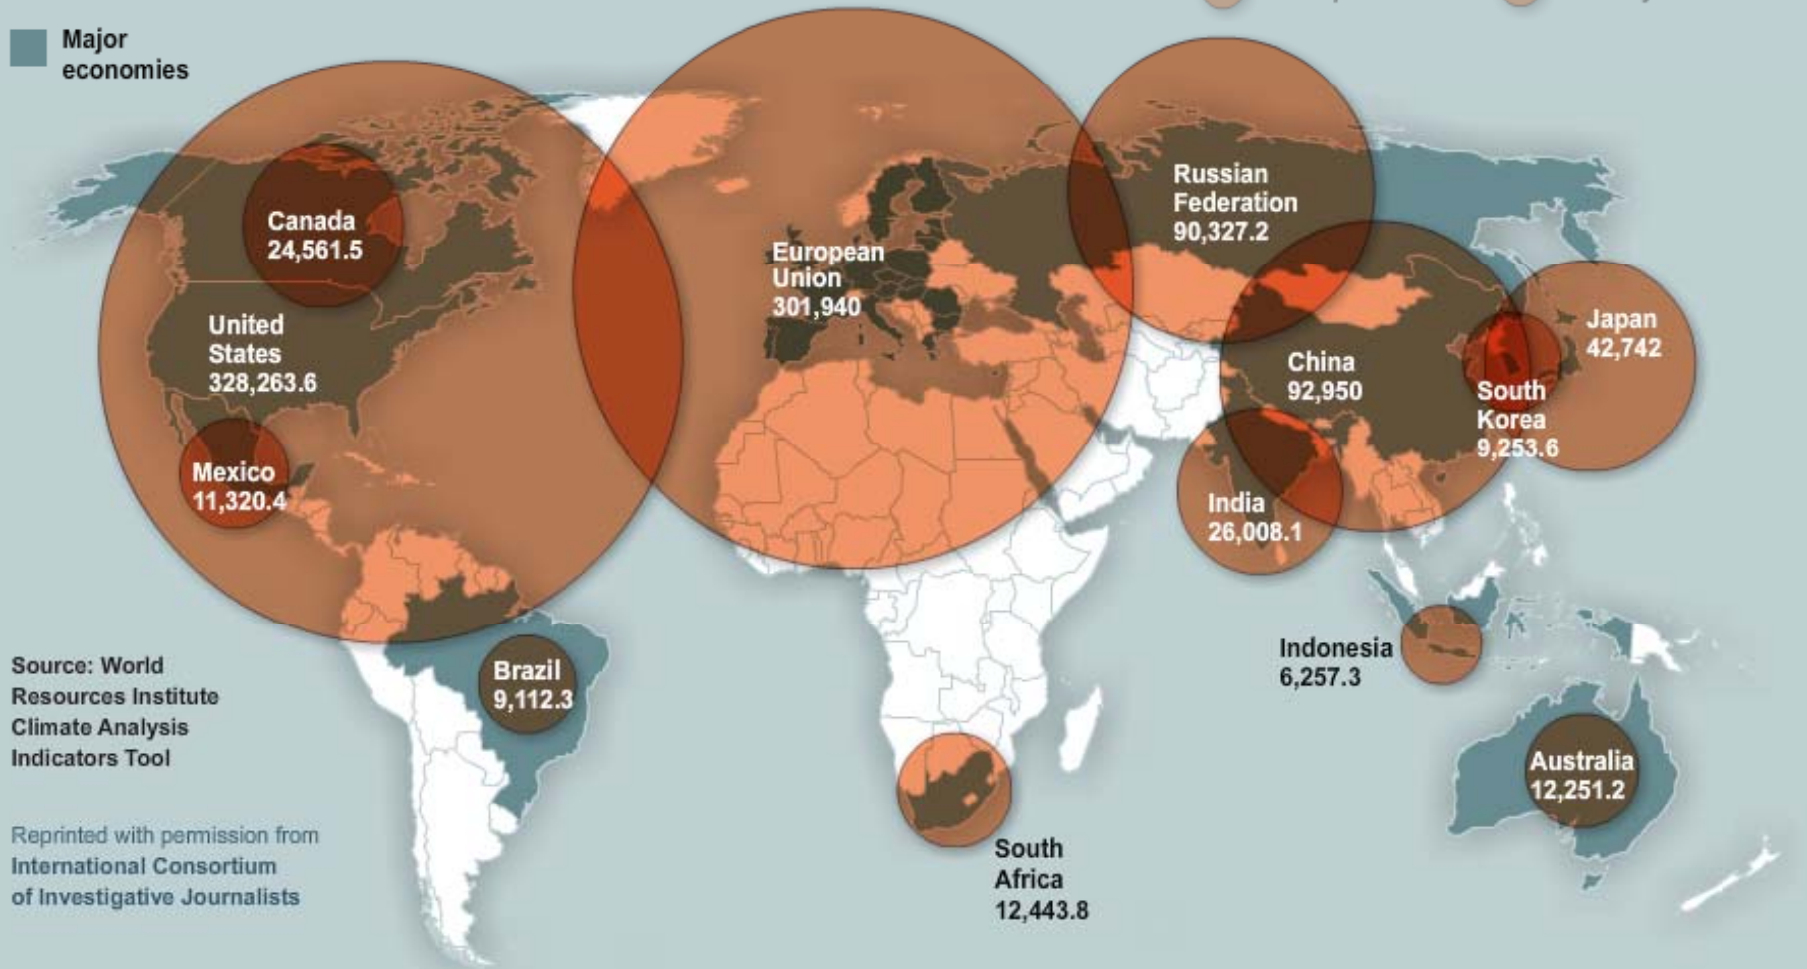 Major
economies
Canada
24,561.5
United
States
328,263.6
Mexico
11,320.4
Brazil
9,112.3
European
Union
301,940
Russian
Federation
90,327.2
China
92,950
Japan
42,742
South
Korea
9,253.6
India
26,008.1
Indonesia
6,257.3
Australia
12,251.2
South
Africa
12,443.8
Source: World
Resources Institute
Climate Analysis
Indicators Tool
Reprinted with permission from
International Consortium
of Investigative Journalists